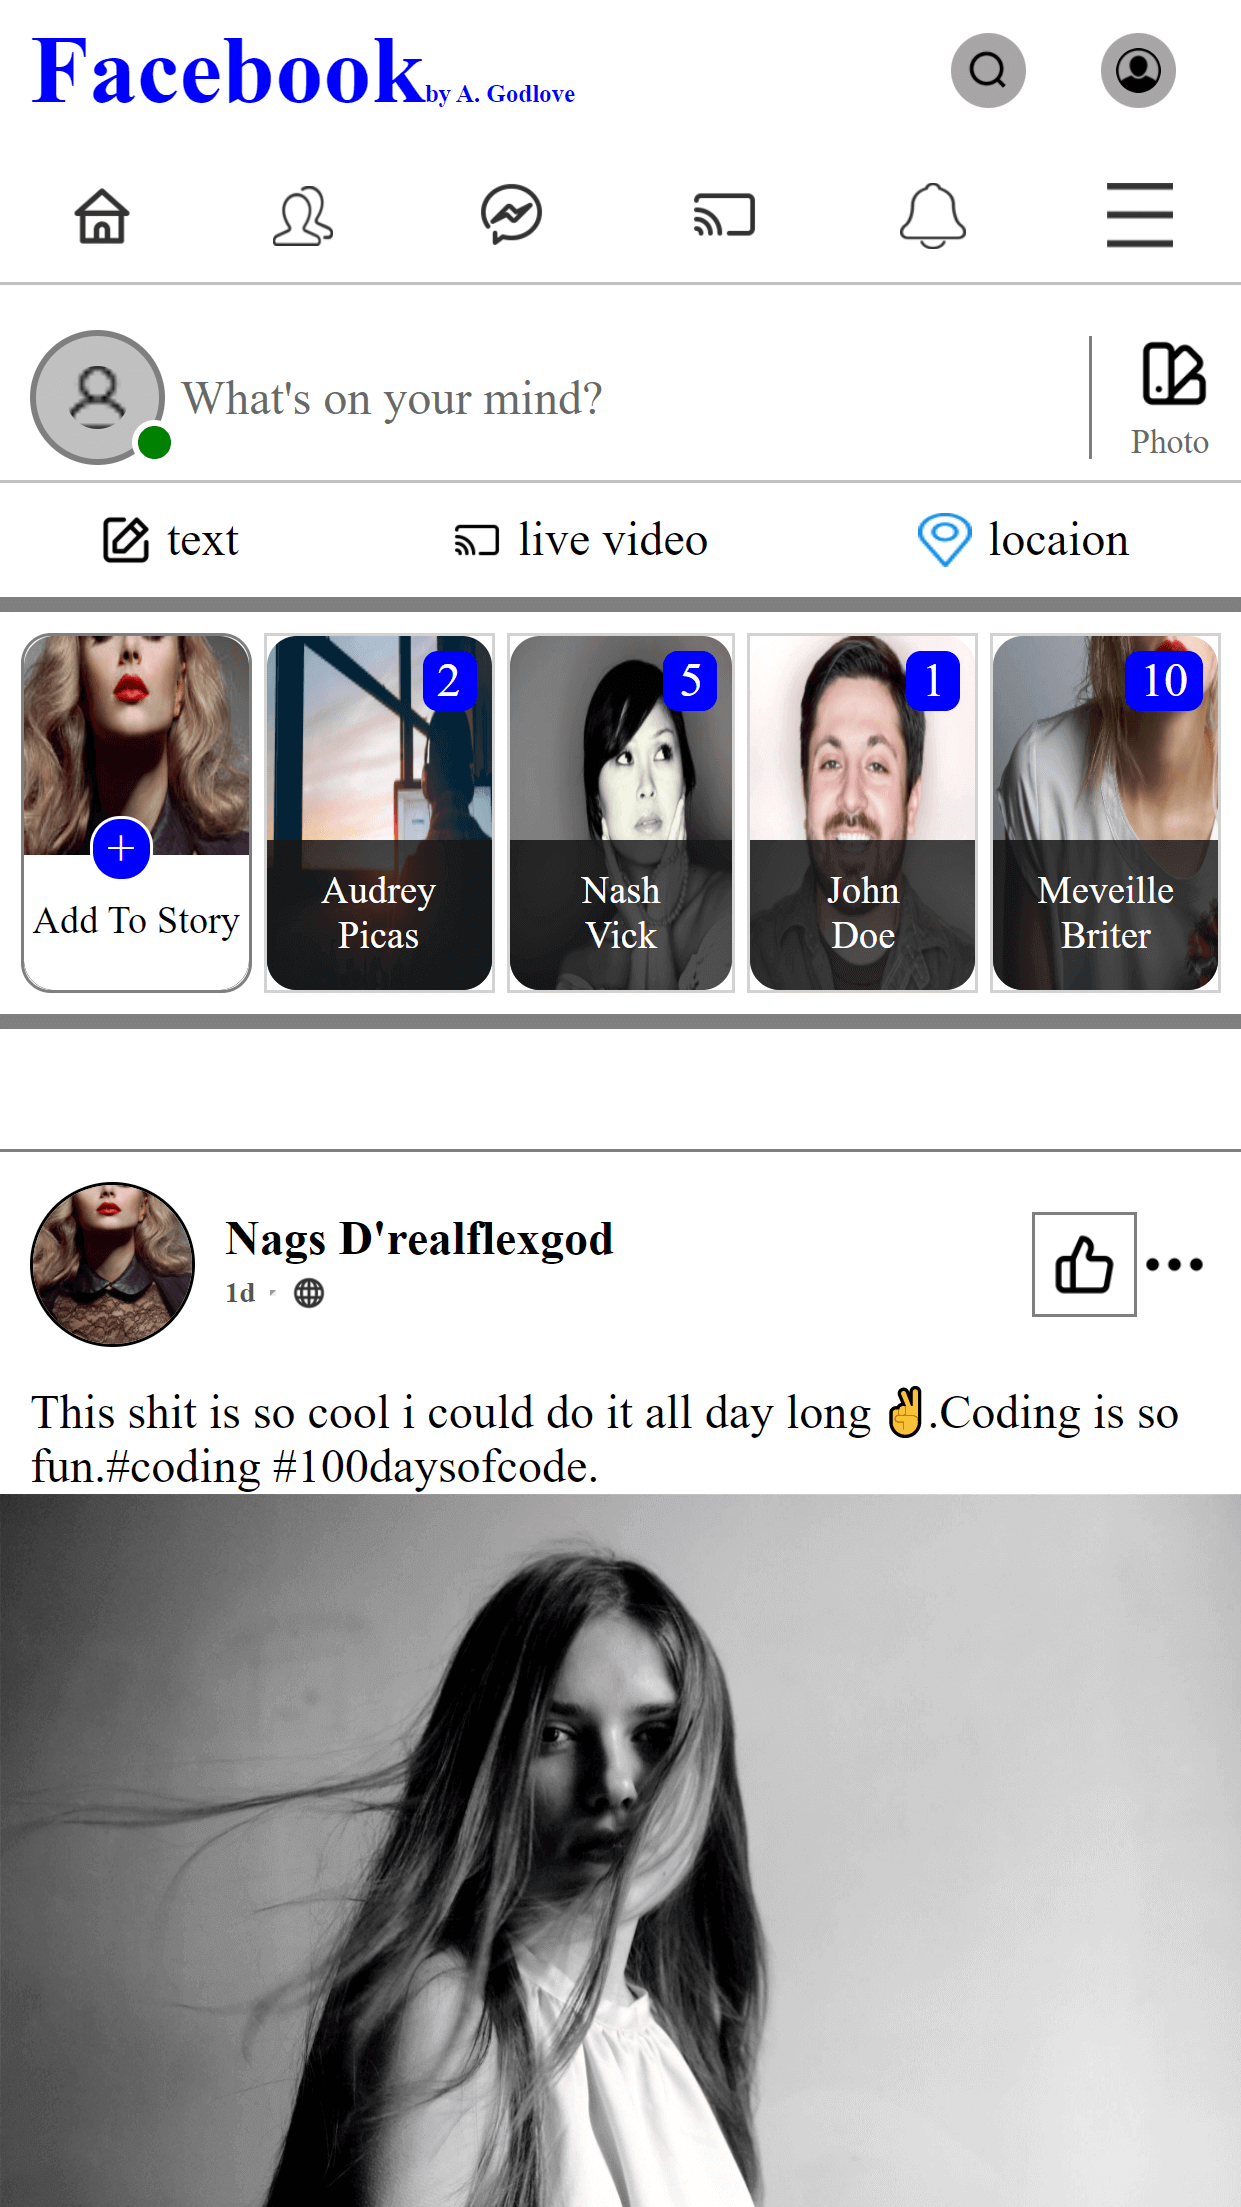 Facebook by A. Godlove
What's on your mind?
Photo
text
live video
locaion
2
5
1
10
+
Add To Story
Audrey
Picas
Nash
Vick
John
Doe
Meveille
Briter
Nags D'realflexgod
1d
This shit is so cool i could do it all day long ✌.Coding is so
fun.#coding #100daysofcode.